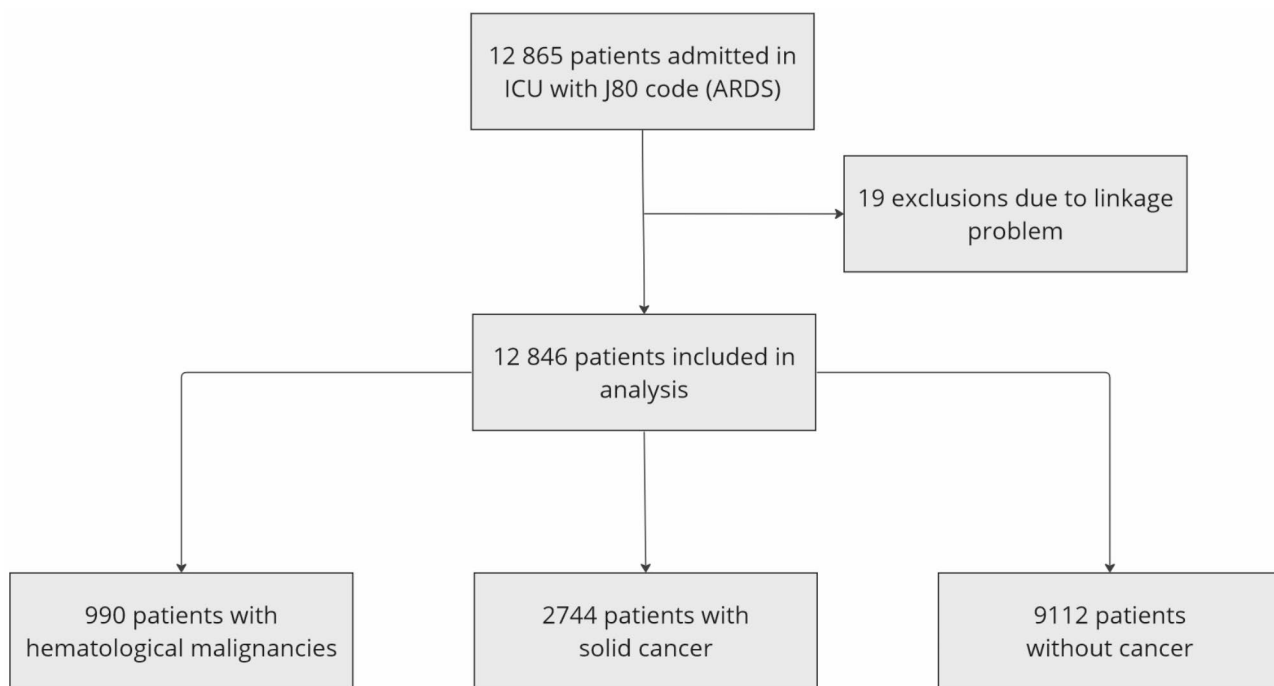 12 865 patients admitted in
ICU with J80 code (ARDS)
19 exclusions due to linkage
problem
12 846 patients included in
analysis
990 patients with
hematological malignancies
2744 patients with
solid cancer
9112 patients
without cancer